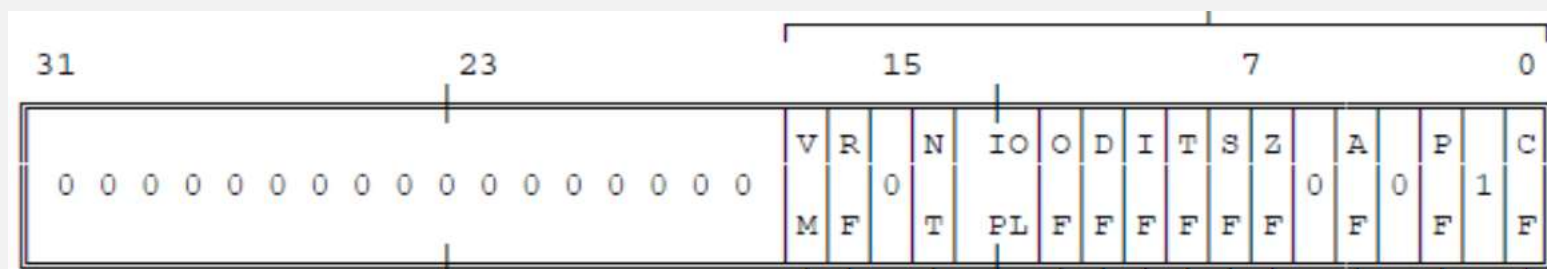 31 23 15 7 0
V R N IO O D I T S Z A P C
0 0 0 0 0 0 0 0 0 0 0 0 0 0 0 0 0 0 0 0 1
M F T PL F F F F F F F F F